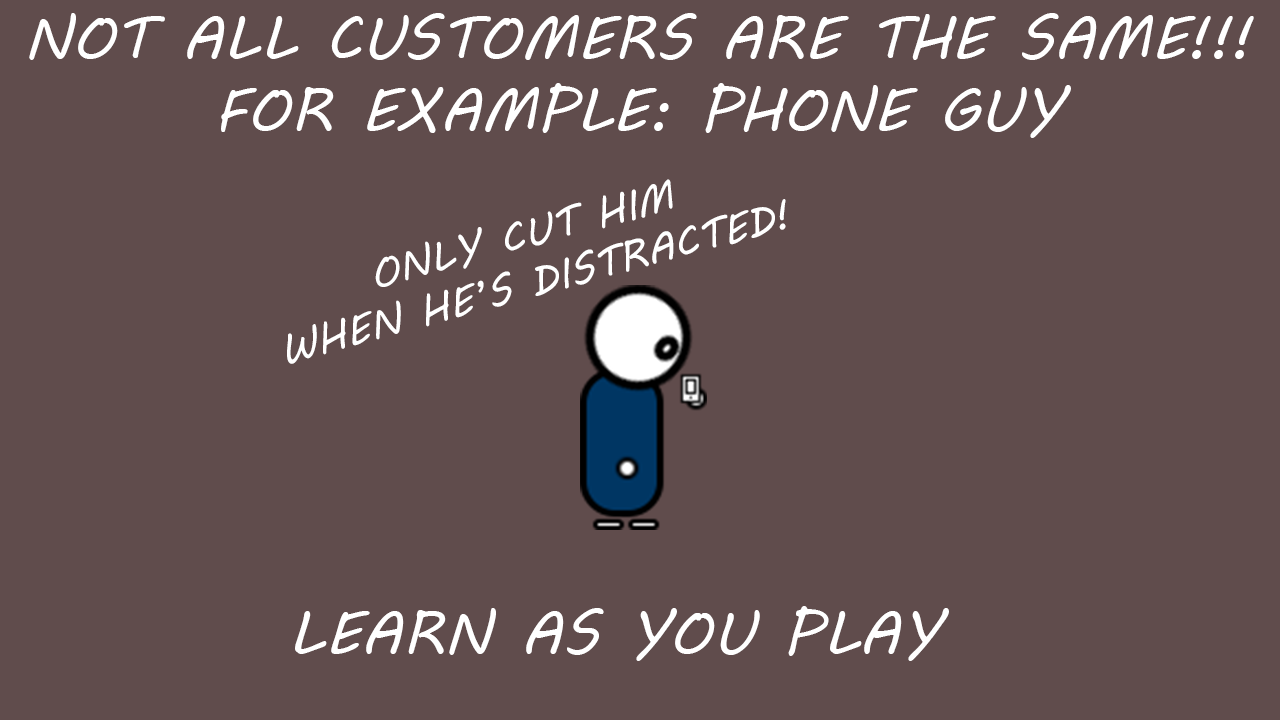 NOT ALL CUSTOMERS ARE THE SAME!!!
FOR EXAMPLE: PHONE GUY
ONLY CUT HIM
WHEN HE'S DISTRACTED!
LEARN AS YOU PLAY